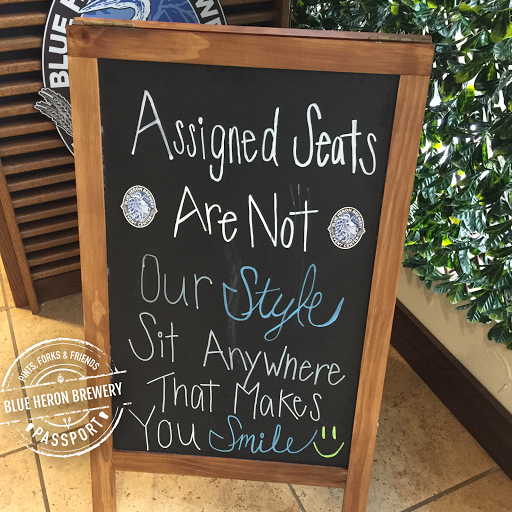 BLUE H
Assigned Seats
Are Not
Our Style
Sit Anywhere
That Makes
You Smile
PINTS, FORKS & FRIENDS
BLUE HERON BREWERY
PASSPORT